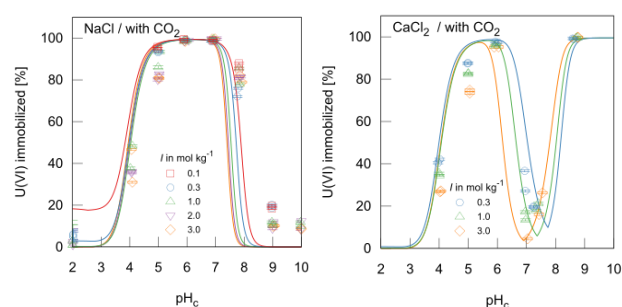 NaCl / with CO2
U(VI) immobilized [%]
100
80
60
40
20
0
I in mol kg-1
0.1
0.3
1.0
2.0
3.0
2 3 4 5 6 7 8 9 10
pHc
CaCl2 / with CO2
U(VI) immobilized [%]
100
80
60
40
20
0
I in mol kg-1
0.3
1.0
3.0
2 3 4 5 6 7 8 9 10
pHc